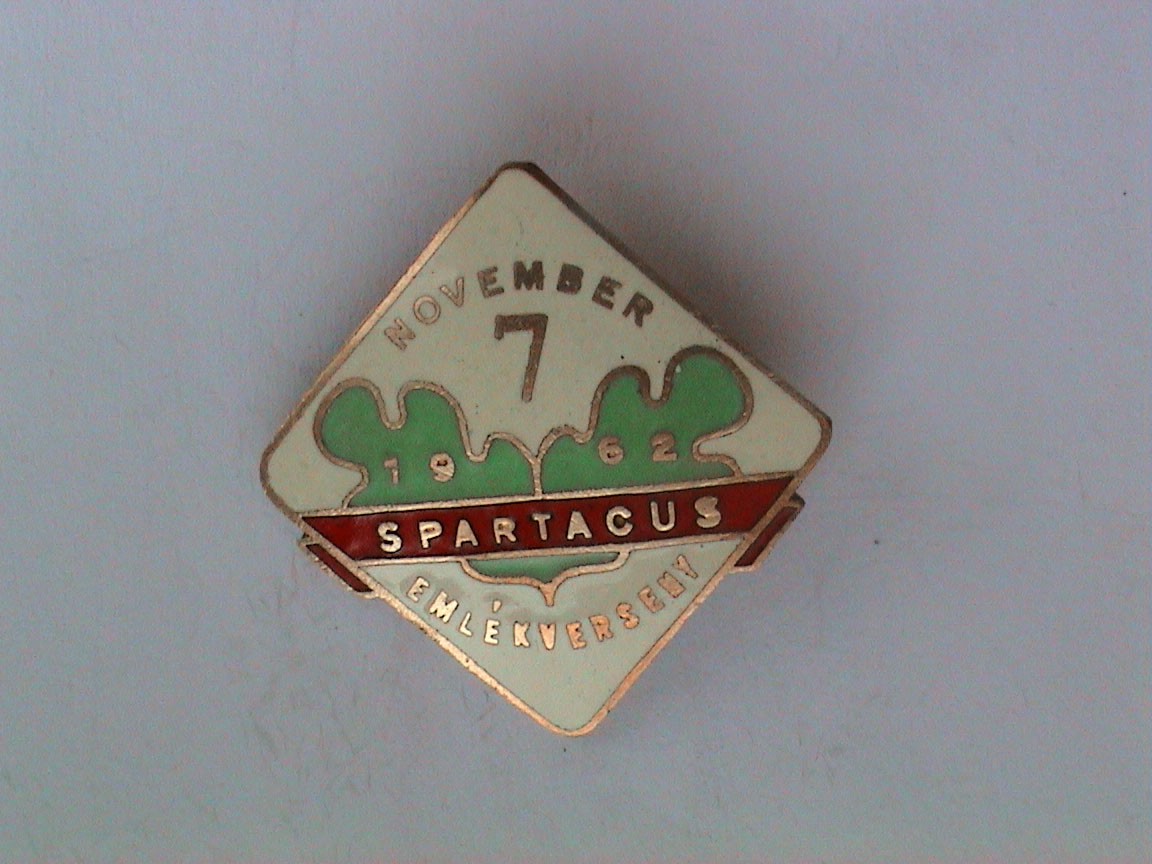 NOVEMBER
7
1962
SPARTACUS
EMLÉKVERSENY